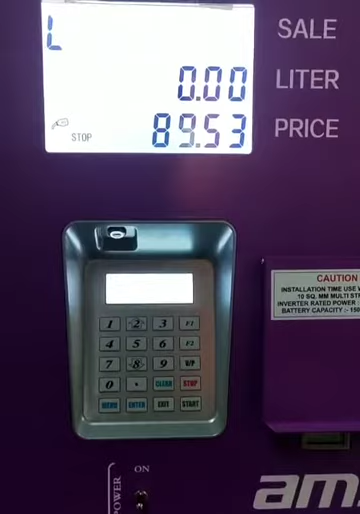 L SALE
0.00 LITER
STOP 89.53 PRICE
1 2 3 F1
4 5 6 F2
7 8 9 V/P
0 . CLEAR STOP
MENU ENTER EXIT START
CAUTION
INSTALLATION TIME USE
10 SQ. MM MULTI
INVERTER RATED POWER
BATTERY CAPACITY :- 150
ON
POWER